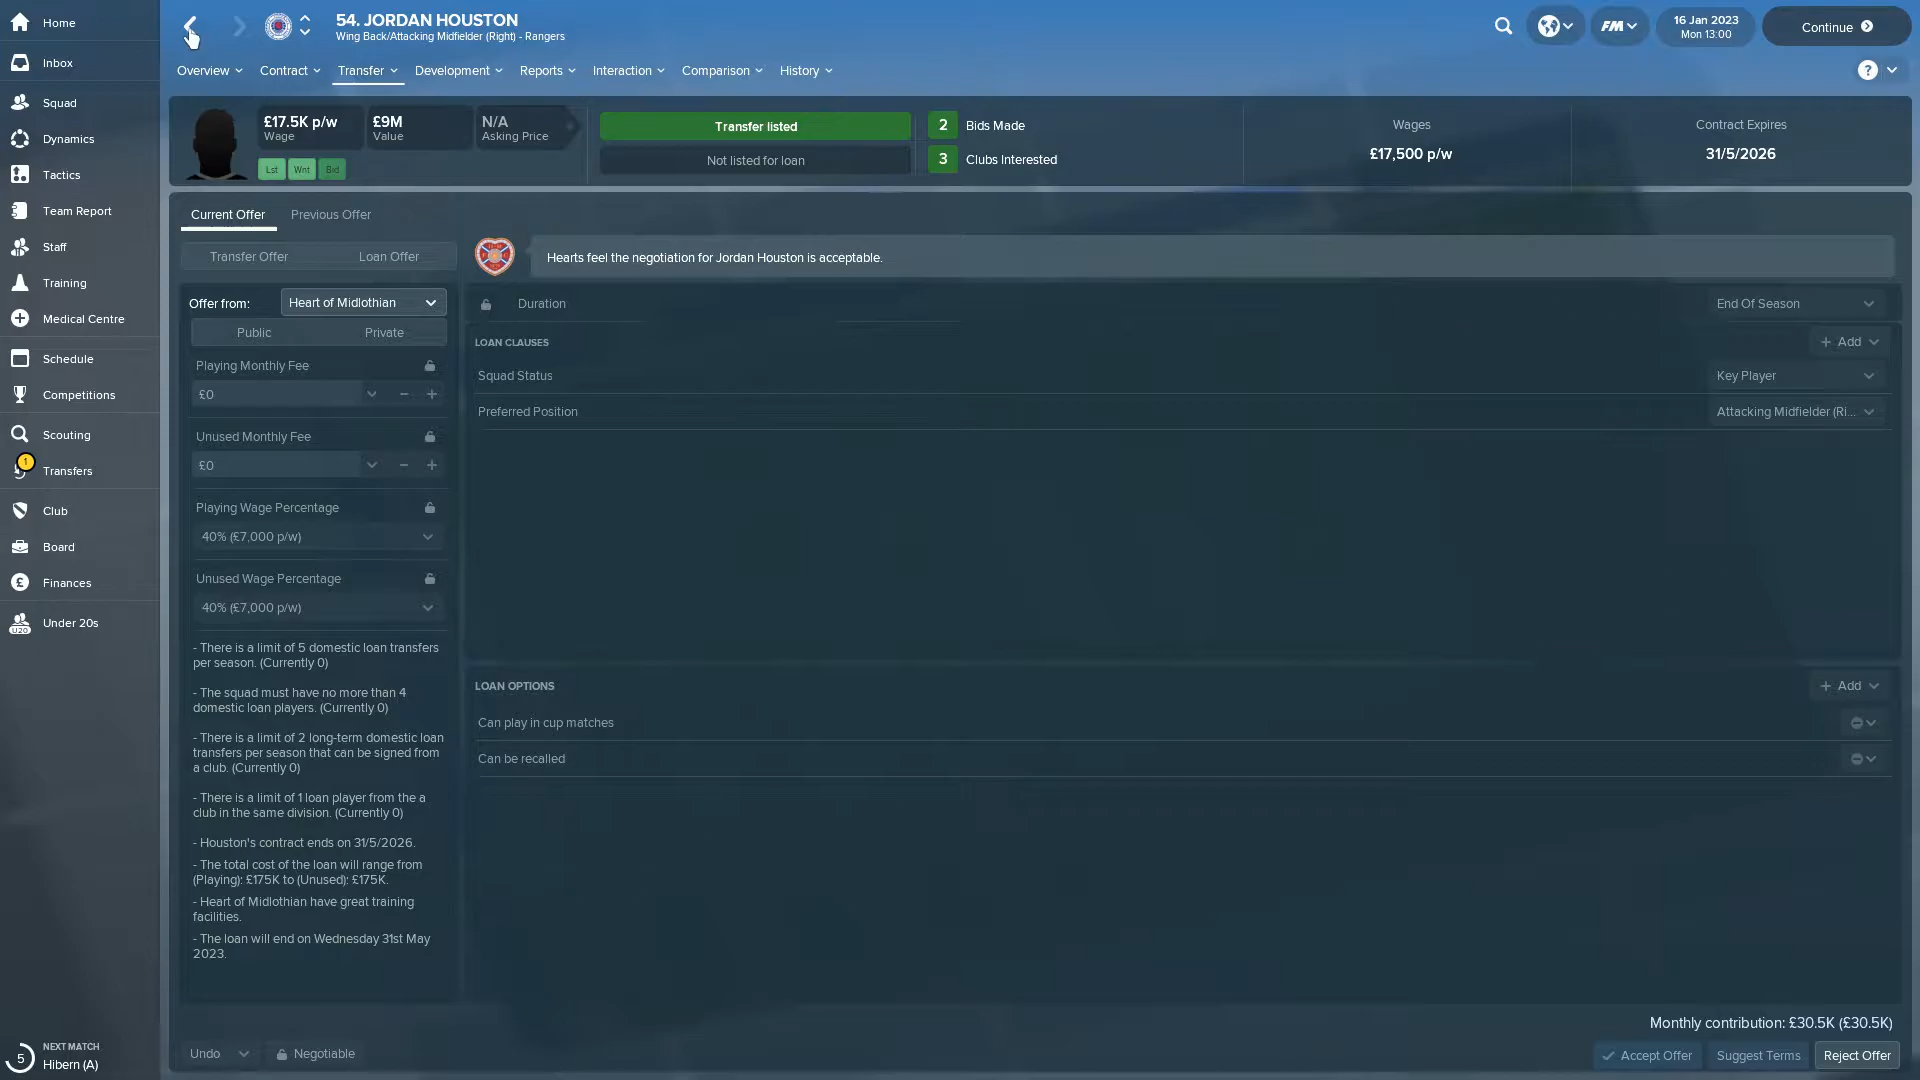 Home
Inbox
Squad
Dynamics
Tactics
Team Report
Staff
Training
Medical Centre
Schedule
Competitions
Scouting
1
Transfers
Club
Board
Finances
U20
Under 20s
5
NEXT MATCH
Hibern (A)
54. JORDAN HOUSTON
Wing Back/Attacking Midfielder (Right) - Rangers
FM
16 Jan 2023
Mon 13:00
Continue
Overview
Contract
Transfer
Development
Reports
Interaction
Comparison
History
?
£17.5K p/w
Wage
£9M
Value
N/A
Asking Price
Lst
Wnt
Bid
Transfer listed
Not listed for loan
2 Bids Made
3 Clubs Interested
Wages
£17,500 p/w
Contract Expires
31/5/2026
Current Offer
Previous Offer
Transfer Offer
Loan Offer
Offer from:
Heart of Midlothian
Public
Private
Playing Monthly Fee
£0
Unused Monthly Fee
£0
Playing Wage Percentage
40% (£7,000 p/w)
Unused Wage Percentage
40% (£7,000 p/w)
- There is a limit of 5 domestic loan transfers
per season. (Currently 0)
- The squad must have no more than 4
domestic loan players. (Currently 0)
- There is a limit of 2 long-term domestic loan
transfers per season that can be signed from
a club. (Currently 0)
- There is a limit of 1 loan player from the a
club in the same division. (Currently 0)
- Houston's contract ends on 31/5/2026.
- The total cost of the loan will range from
(Playing): £175K to (Unused): £175K.
- Heart of Midlothian have great training
facilities.
- The loan will end on Wednesday 31st May
2023.
Hearts feel the negotiation for Jordan Houston is acceptable.
Duration
End Of Season
LOAN CLAUSES
+ Add
Squad Status
Key Player
Preferred Position
Attacking Midfielder (Ri...
LOAN OPTIONS
+ Add
Can play in cup matches
Can be recalled
Monthly contribution: £30.5K (£30.5K)
Undo
Negotiable
Accept Offer
Suggest Terms
Reject Offer